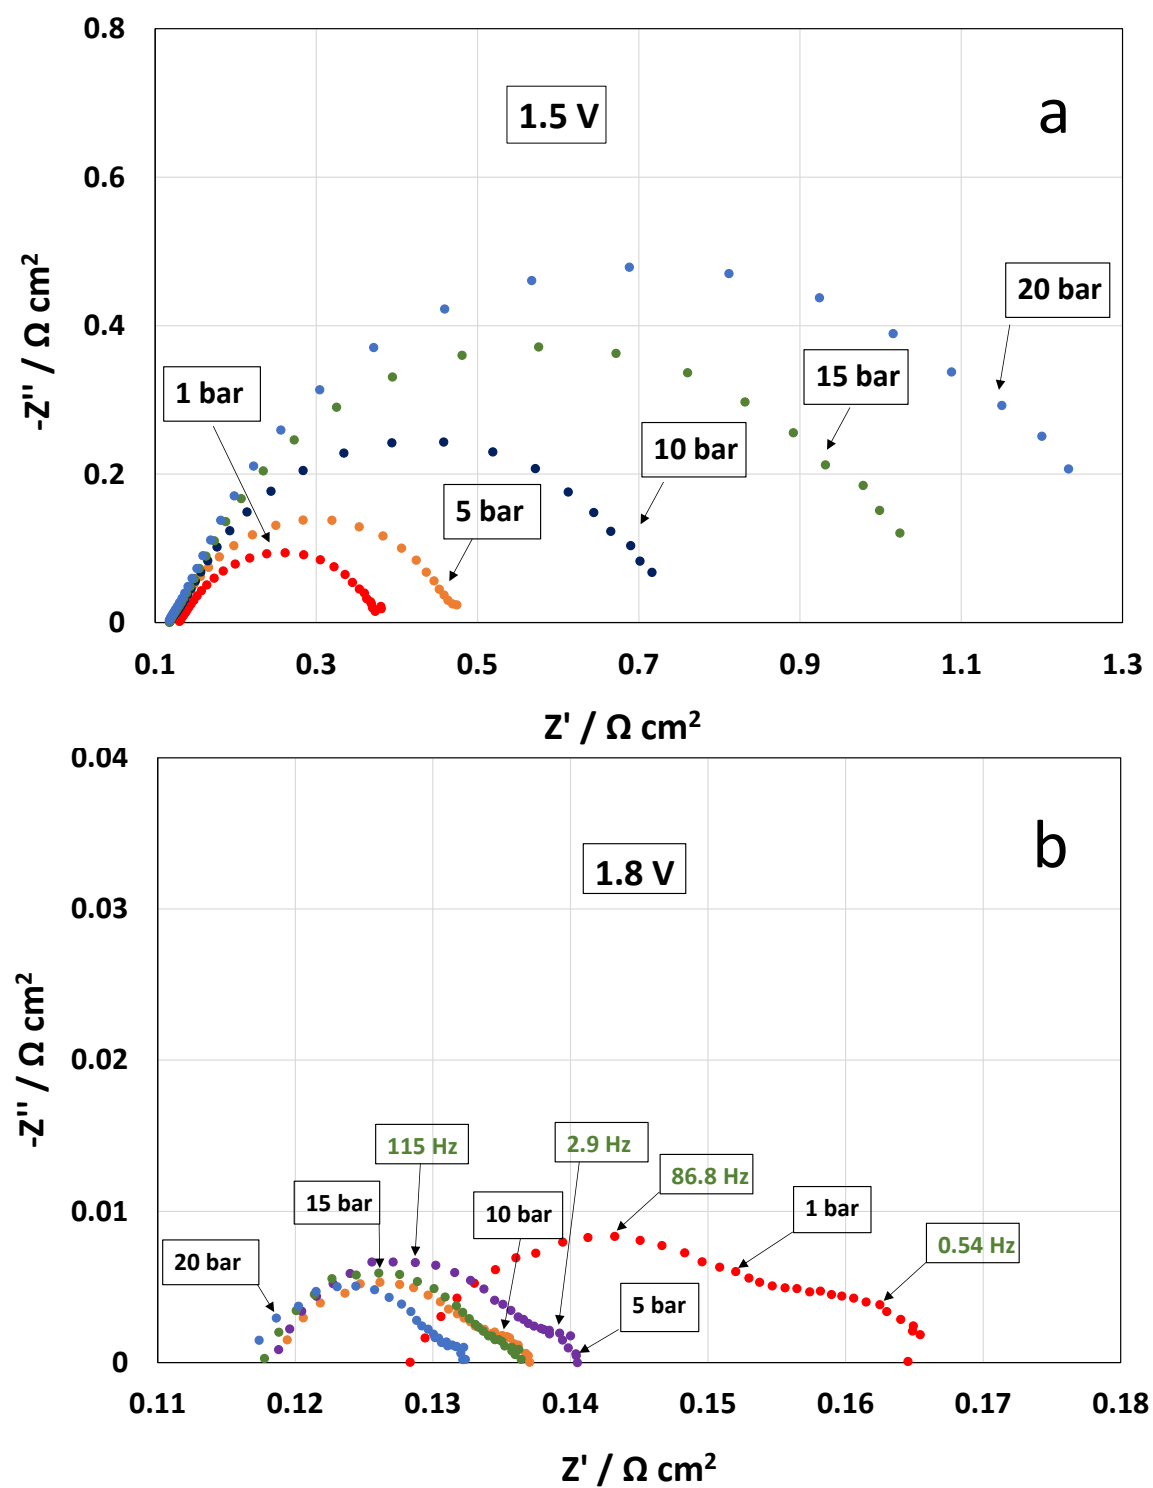 0.8
a
1.5 V
0.6
-Z'' / Ω cm²
20 bar
0.4
15 bar
1 bar
10 bar
5 bar
0.2
0
0.1 0.3 0.5 0.7 0.9 1.1 1.3
Z' / Ω cm²
0.04
b
1.8 V
0.03
-Z'' / Ω cm²
0.02
115 Hz
2.9 Hz
86.8 Hz
15 bar
10 bar
1 bar
0.01
0.54 Hz
20 bar
5 bar
0
0.11 0.12 0.13 0.14 0.15 0.16 0.17 0.18
Z' / Ω cm²